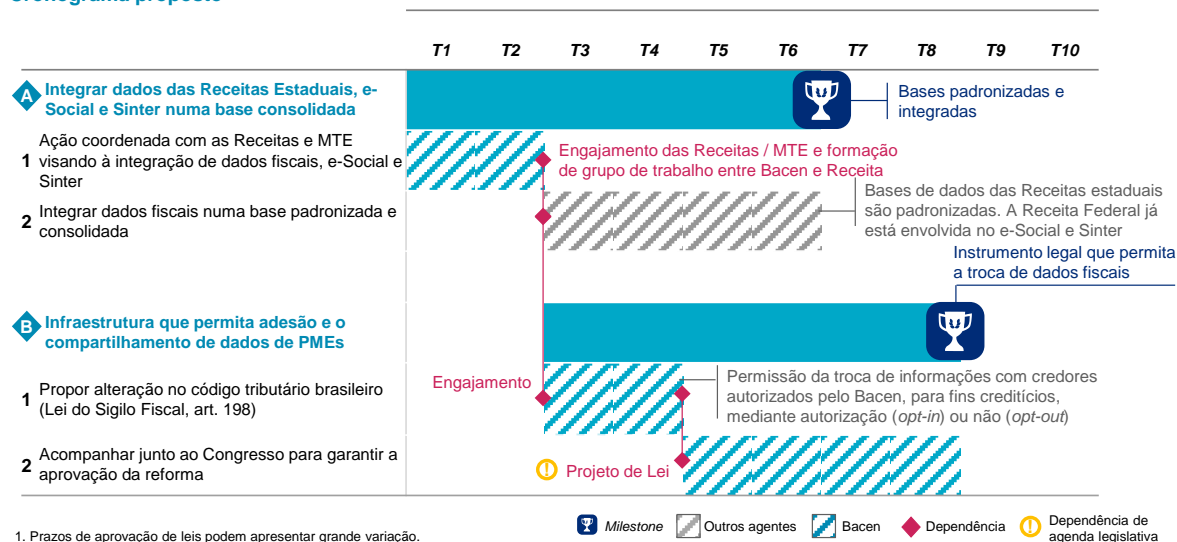 Cronograma proposto
T1 T2 T3 T4 T5 T6 T7 T8 T9 T10
A Integrar dados das Receitas Estaduais, e-
Social e Sinter numa base consolidada
Bases padronizadas e
integradas
1 Ação coordenada com as Receitas e MTE
visando à integração de dados fiscais, e-Social e
Sinter
Engajamento das Receitas / MTE e formação
de grupo de trabalho entre Bacen e Receita
2 Integrar dados fiscais numa base padronizada e
consolidada
Bases de dados das Receitas estaduais
são padronizadas. A Receita Federal já
está envolvida no e-Social e Sinter
Instrumento legal que permita
a troca de dados fiscais
B Infraestrutura que permita adesão e o
compartilhamento de dados de PMEs
1 Propor alteração no código tributário brasileiro
(Lei do Sigilo Fiscal, art. 198)
Engajamento
Permissão da troca de informações com credores
autorizados pelo Bacen, para fins creditícios,
mediante autorização (opt-in) ou não (opt-out)
2 Acompanhar junto ao Congresso para garantir a
aprovação da reforma
Projeto de Lei
1. Prazos de aprovação de leis podem apresentar grande variação.
Milestone Outros agentes Bacen Dependência Dependência de
agenda legislativa